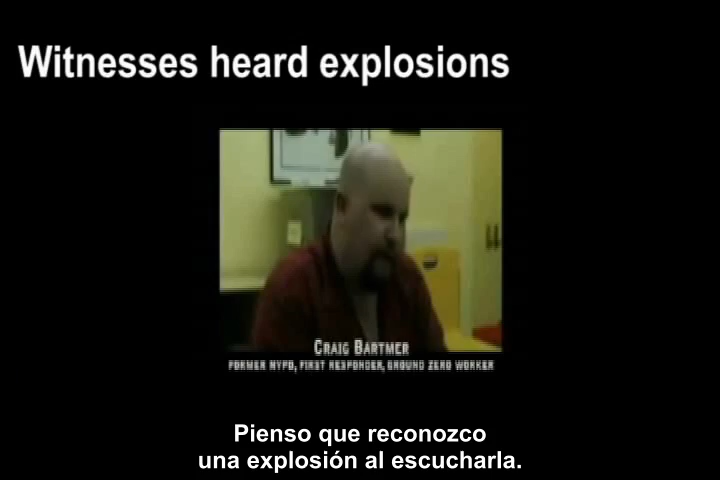 Witnesses heard explosions
CRAIG BARTMER
FORMER NYPD, FIRST RESPONDER, GROUND ZERO WORKER
Pienso que reconozco
una explosión al escucharla.